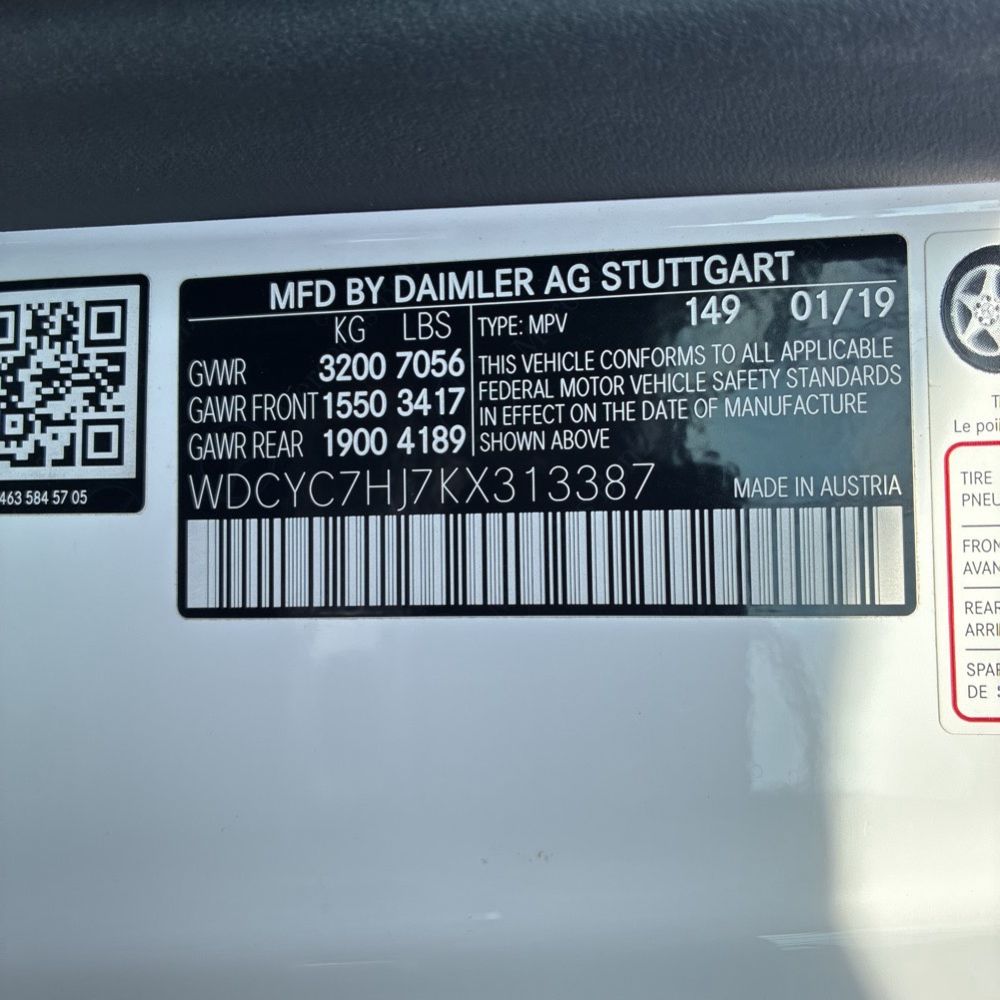 MFD BY DAIMLER AG STUTTGART
KG LBS TYPE: MPV 149 01/19
GVWR 3200 7056 THIS VEHICLE CONFORMS TO ALL APPLICABLE
GAWR FRONT 1550 3417 FEDERAL MOTOR VEHICLE SAFETY STANDARDS
IN EFFECT ON THE DATE OF MANUFACTURE
GAWR REAR 1900 4189 SHOWN ABOVE
WDCYC7HJ7KX313387 MADE IN AUSTRIA
463 584 57 05
Le poi
TIRE
PNEU
FRON
AVAN
REAR
ARRI
SPAR
DE